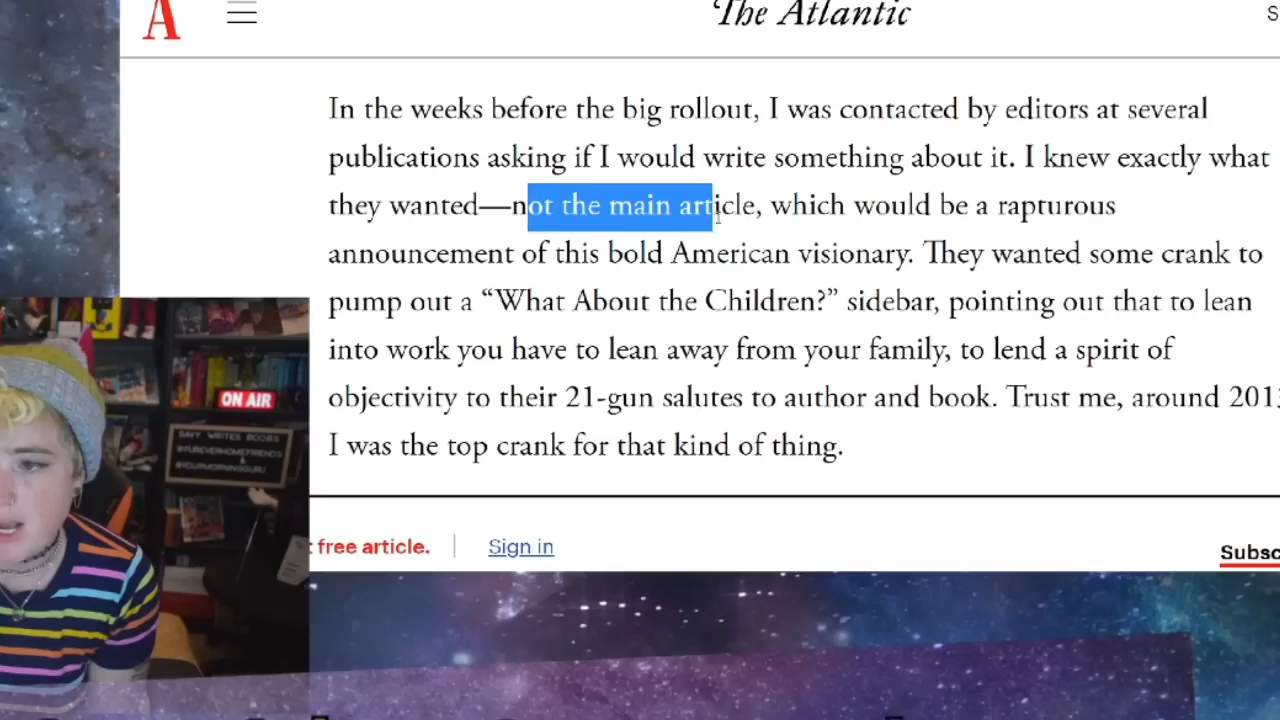 A
The Atlantic
S
In the weeks before the big rollout, I was contacted by editors at several
publications asking if I would write something about it. I knew exactly what
they wanted—not the main article, which would be a rapturous
announcement of this bold American visionary. They wanted some crank to
pump out a “What About the Children?” sidebar, pointing out that to lean
into work you have to lean away from your family, to lend a spirit of
objectivity to their 21-gun salutes to author and book. Trust me, around 201
I was the top crank for that kind of thing.
ON AIR
SAVY WRITES BOOKS
@FUREVERHOMEFRIENDS
&
@YOURMORNINGGURU
free article.
Sign in
Subsc